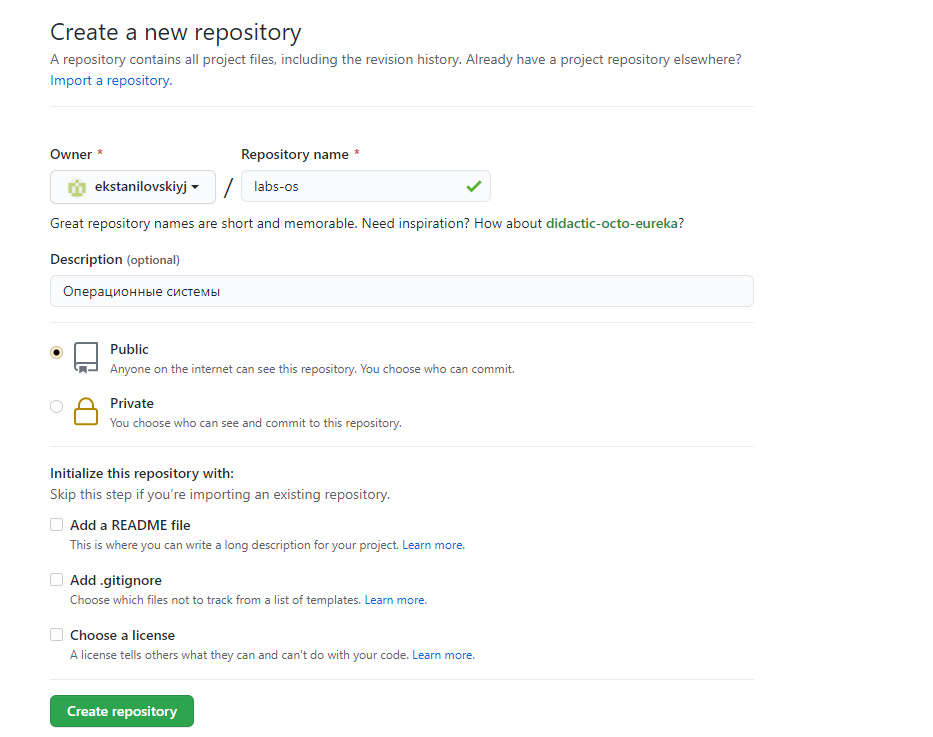 Create a new repository
A repository contains all project files, including the revision history. Already have a project repository elsewhere?
Import a repository.
Owner * Repository name *
ekstanilovskiyj / labs-os
Great repository names are short and memorable. Need inspiration? How about didactic-octo-eureka?
Description (optional)
Операционные системы
Public
Anyone on the internet can see this repository. You choose who can commit.
Private
You choose who can see and commit to this repository.
Initialize this repository with:
Skip this step if you’re importing an existing repository.
Add a README file
This is where you can write a long description for your project. Learn more.
Add .gitignore
Choose which files not to track from a list of templates. Learn more.
Choose a license
A license tells others what they can and can't do with your code. Learn more.
Create repository